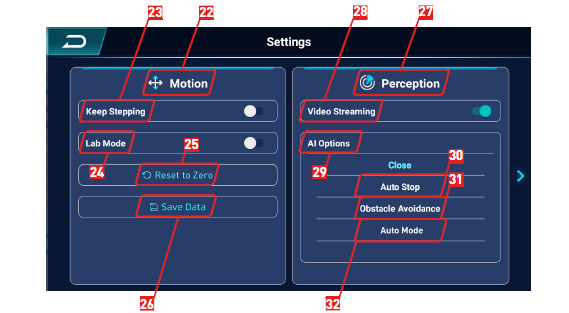 23
22
28
27
Settings
Motion
Perception
Keep Stepping
Video Streaming
Lab Mode
25
AI Options
24
Reset to Zero
29
Close
30
Auto Stop
31
Save Data
Obstacle Avoidance
Auto Mode
26
32